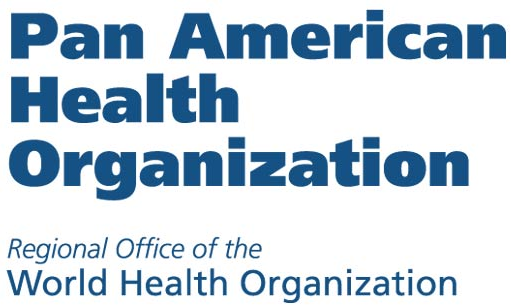 Pan American
Health
Organization
Regional Office of the
World Health Organization